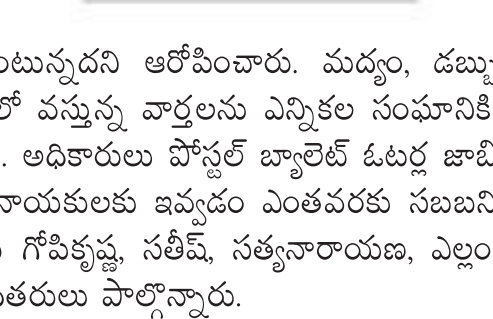 ంటున్నదని ఆరోపించారు. మద్యం, డబ్బు
లో వస్తున్న వార్తలను ఎన్నికల సంఘానికి
. అధికారులు పోస్టల్ బ్యాలెట్ ఓటర్ల జాబి
నాయకులకు ఇవ్వడం ఎంతవరకు సబబని
గోపికృష్ణ, సతీష్, సత్యనారాయణ, ఎల్లం
తరులు పాల్గొన్నారు.